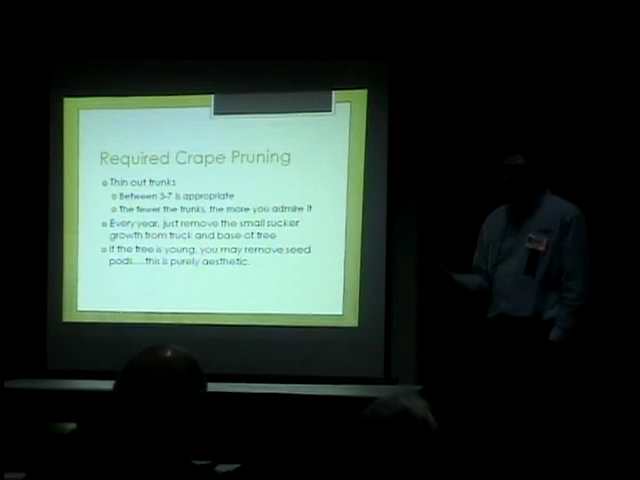 Required Crape Pruning
Thin out trunks
Between 3-7 is appropriate
The fewer the trunks, the more you admire it
Every year, just remove the small sucker
growth from truck and base of tree
If the tree is young, you may remove seed
pods....this is purely aesthetic.